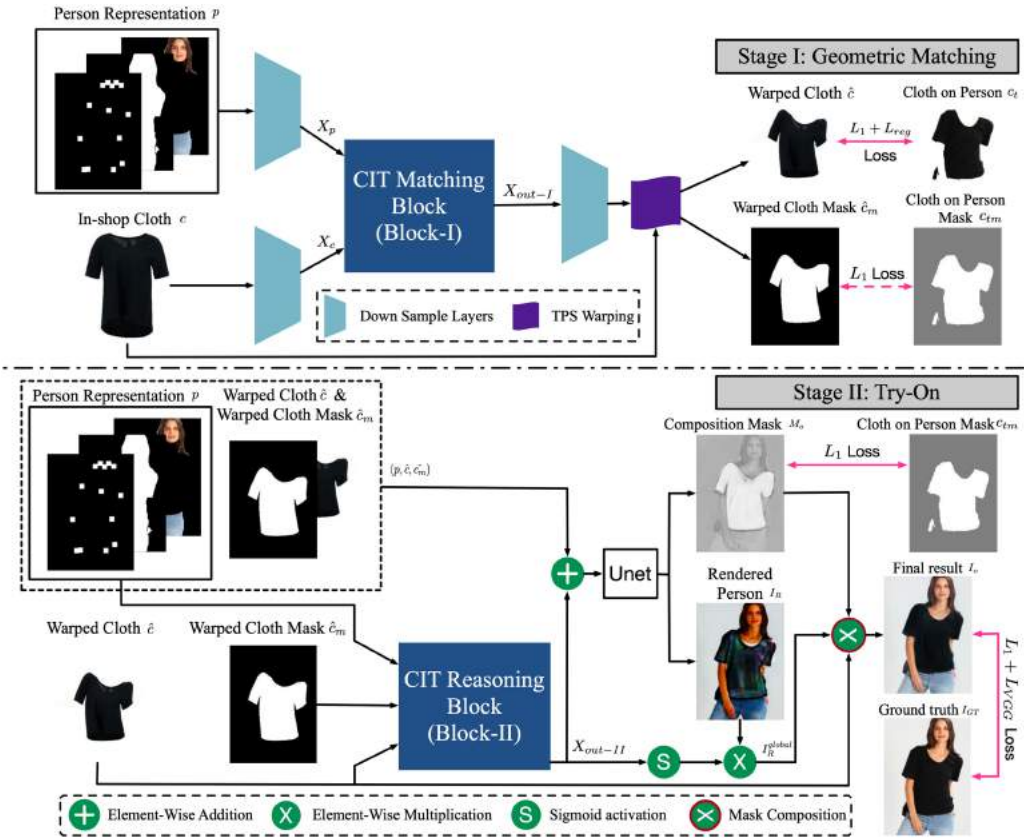 Person Representation p
Stage I: Geometric Matching
Warped Cloth ĉ
Cloth on Person c_t
X_p
L_1 + L_reg
Loss
CIT Matching
Block
(Block-I)
X_out-I
In-shop Cloth c
Warped Cloth Mask ĉ_m
Cloth on Person
Mask c_tm
X_c
L_1 Loss
Down Sample Layers
TPS Warping
Stage II: Try-On
Person Representation p
Warped Cloth ĉ &
Warped Cloth Mask ĉ_m
Composition Mask M_o
Cloth on Person Mask c_tm
L_1 Loss
(p, ĉ, ĉ_m)
Unet
Rendered
Person I_R
Final result I_o
Warped Cloth ĉ
Warped Cloth Mask ĉ_m
CIT Reasoning
Block
(Block-II)
L_1 + L_VGG
Loss
Ground truth I_GT
X_out-II
S
X
I_R^global
Element-Wise Addition
X
Element-Wise Multiplication
S
Sigmoid activation
Mask Composition